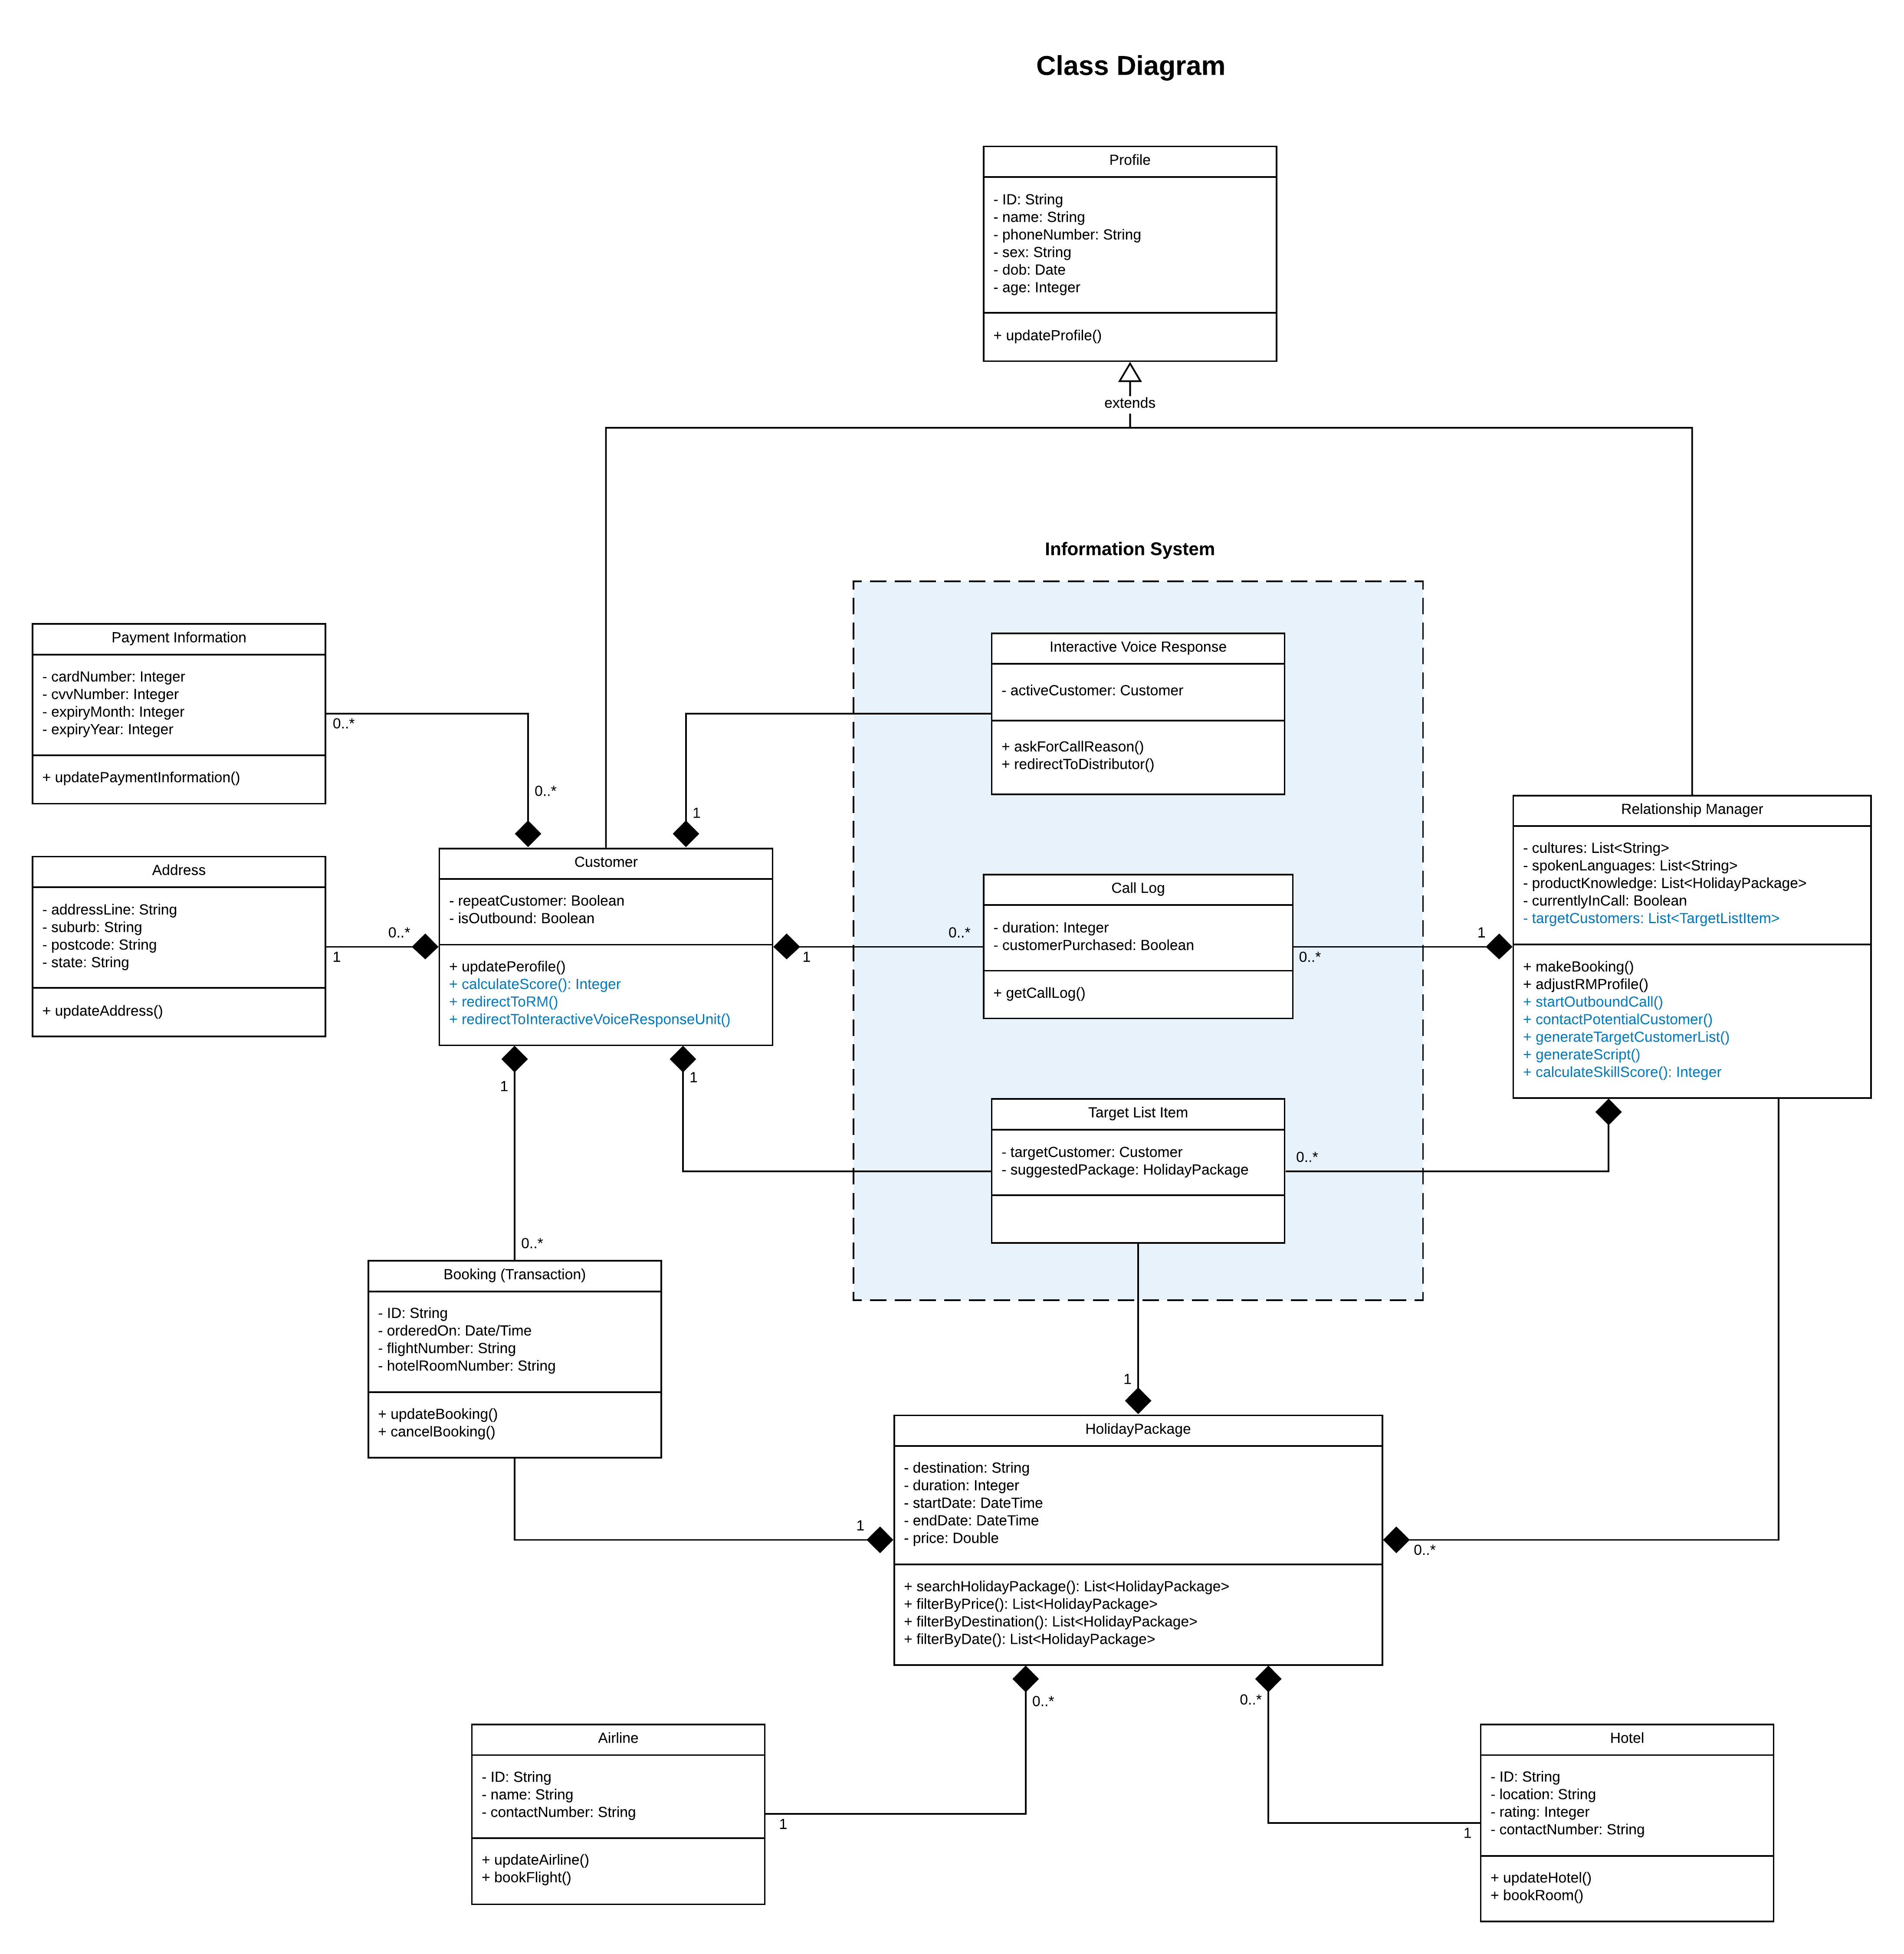 Class Diagram
Profile
- ID: String
- name: String
- phoneNumber: String
- sex: String
- dob: Date
- age: Integer
+ updateProfile()
extends
Information System
Payment Information
- cardNumber: Integer
- cvvNumber: Integer
- expiryMonth: Integer
- expiryYear: Integer
+ updatePaymentInformation()
0..*
0..*
Interactive Voice Response
- activeCustomer: Customer
+ askForCallReason()
+ redirectToDistributor()
1
Address
- addressLine: String
- suburb: String
- postcode: String
- state: String
+ updateAddress()
0..*
1
Customer
- repeatCustomer: Boolean
- isOutbound: Boolean
+ updatePerofile()
+ calculateScore(): Integer
+ redirectToRM()
+ redirectToInteractiveVoiceResponseUnit()
1
0..*
Call Log
- duration: Integer
- customerPurchased: Boolean
+ getCallLog()
0..*
1
Relationship Manager
- cultures: List<String>
- spokenLanguages: List<String>
- productKnowledge: List<HolidayPackage>
- currentlyInCall: Boolean
- targetCustomers: List<TargetListItem>
+ makeBooking()
+ adjustRMProfile()
+ startOutboundCall()
+ contactPotentialCustomer()
+ generateTargetCustomerList()
+ generateScript()
+ calculateSkillScore(): Integer
1
1
Target List Item
- targetCustomer: Customer
- suggestedPackage: HolidayPackage
0..*
0..*
Booking (Transaction)
- ID: String
- orderedOn: Date/Time
- flightNumber: String
- hotelRoomNumber: String
+ updateBooking()
+ cancelBooking()
1
HolidayPackage
- destination: String
- duration: Integer
- startDate: DateTime
- endDate: DateTime
- price: Double
+ searchHolidayPackage(): List<HolidayPackage>
+ filterByPrice(): List<HolidayPackage>
+ filterByDestination(): List<HolidayPackage>
+ filterByDate(): List<HolidayPackage>
1
0..*
0..*
0..*
Airline
- ID: String
- name: String
- contactNumber: String
+ updateAirline()
+ bookFlight()
1
Hotel
- ID: String
- location: String
- rating: Integer
- contactNumber: String
+ updateHotel()
+ bookRoom()
1